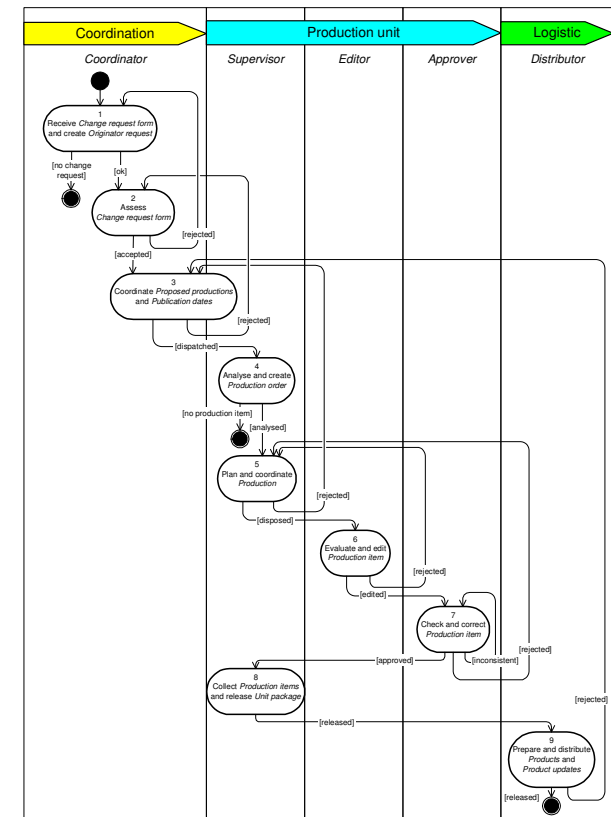 Coordination
Production unit
Logistic
Coordinator
Supervisor
Editor
Approver
Distributor
1
Receive Change request form
and create Originator request
[no change
request]
[ok]
2
Assess
Change request form
[rejected]
[accepted]
3
Coordinate Proposed productions
and Publication dates
[rejected]
[dispatched]
4
Analyse and create
Production order
[no production item]
[analysed]
5
Plan and coordinate
Production
[rejected]
[disposed]
6
Evaluate and edit
Production item
[rejected]
[edited]
7
Check and correct
Production item
[rejected]
[approved]
[inconsistent]
8
Collect Production items
and release Unit package
[rejected]
[released]
9
Prepare and distribute
Products and
Product updates
[released]